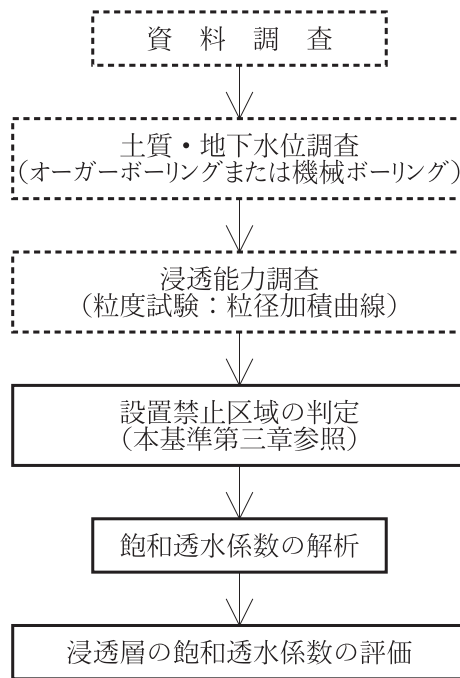 資　料　調　査
土質・地下水位調査
（オーガーボーリングまたは機械ボーリング）
浸透能力調査
（粒度試験：粒径加積曲線）
設置禁止区域の判定
（本基準第三章参照）
飽和透水係数の解析
浸透層の飽和透水係数の評価